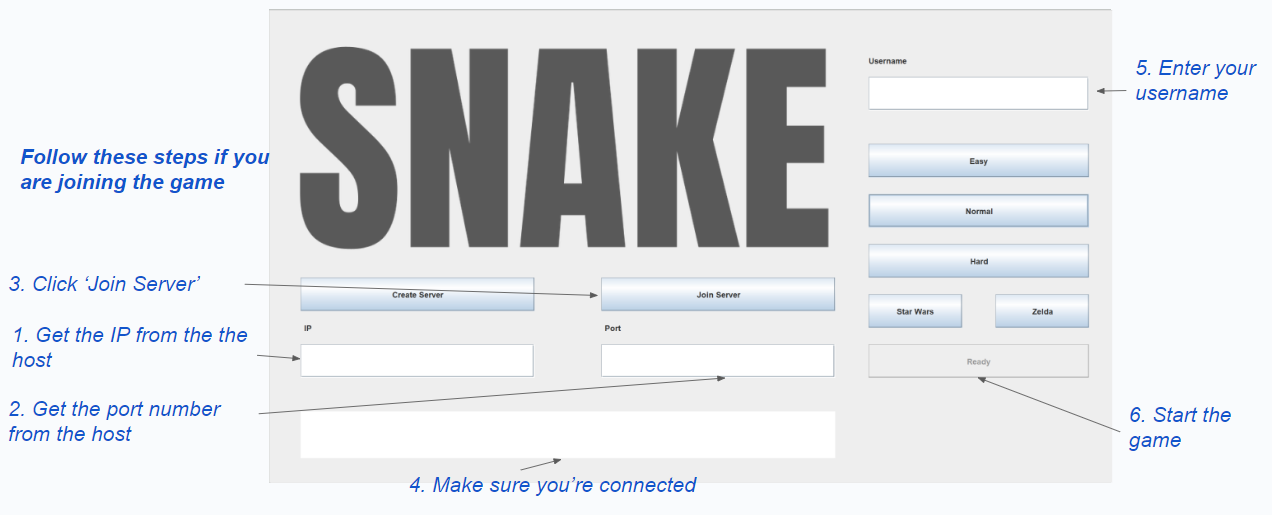 SNAKE
Username
5. Enter your
username
Follow these steps if you
are joining the game
Easy
Normal
Hard
3. Click ‘Join Server’
Create Server
Join Server
Star Wars
Zelda
1. Get the IP from the the
host
IP
Port
Ready
2. Get the port number
from the host
6. Start the
game
4. Make sure you’re connected